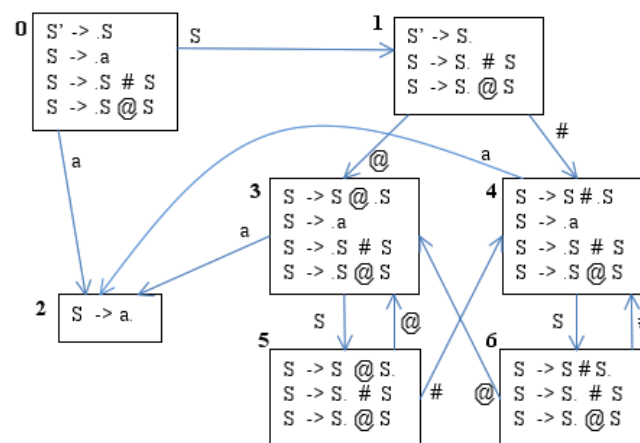 0
S' -> .S
S -> .a
S -> .S # S
S -> .S @ S
S
1
S' -> S.
S -> S. # S
S -> S. @ S
a
@
#
a
3
S -> S @ .S
S -> .a
S -> .S # S
S -> .S @ S
4
S -> S # .S
S -> .a
S -> .S # S
S -> .S @ S
a
2
S -> a.
S
@
S
#
5
S -> S @ S.
S -> S. # S
S -> S. @ S
#
@
6
S -> S # S.
S -> S. # S
S -> S. @ S